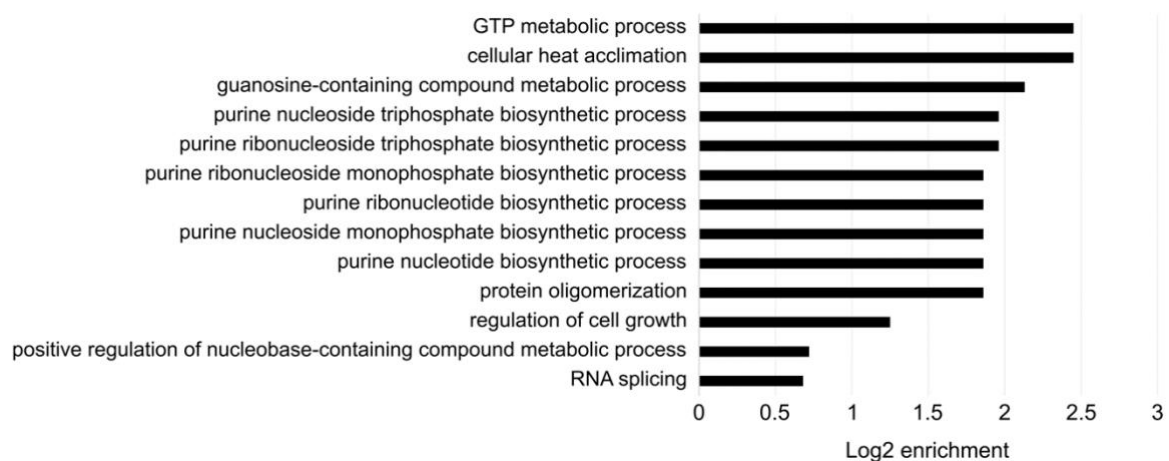 GTP metabolic process
cellular heat acclimation
guanosine-containing compound metabolic process
purine nucleoside triphosphate biosynthetic process
purine ribonucleoside triphosphate biosynthetic process
purine ribonucleoside monophosphate biosynthetic process
purine ribonucleotide biosynthetic process
purine nucleoside monophosphate biosynthetic process
purine nucleotide biosynthetic process
protein oligomerization
regulation of cell growth
positive regulation of nucleobase-containing compound metabolic process
RNA splicing
0 0.5 1 1.5 2 2.5 3
Log2 enrichment